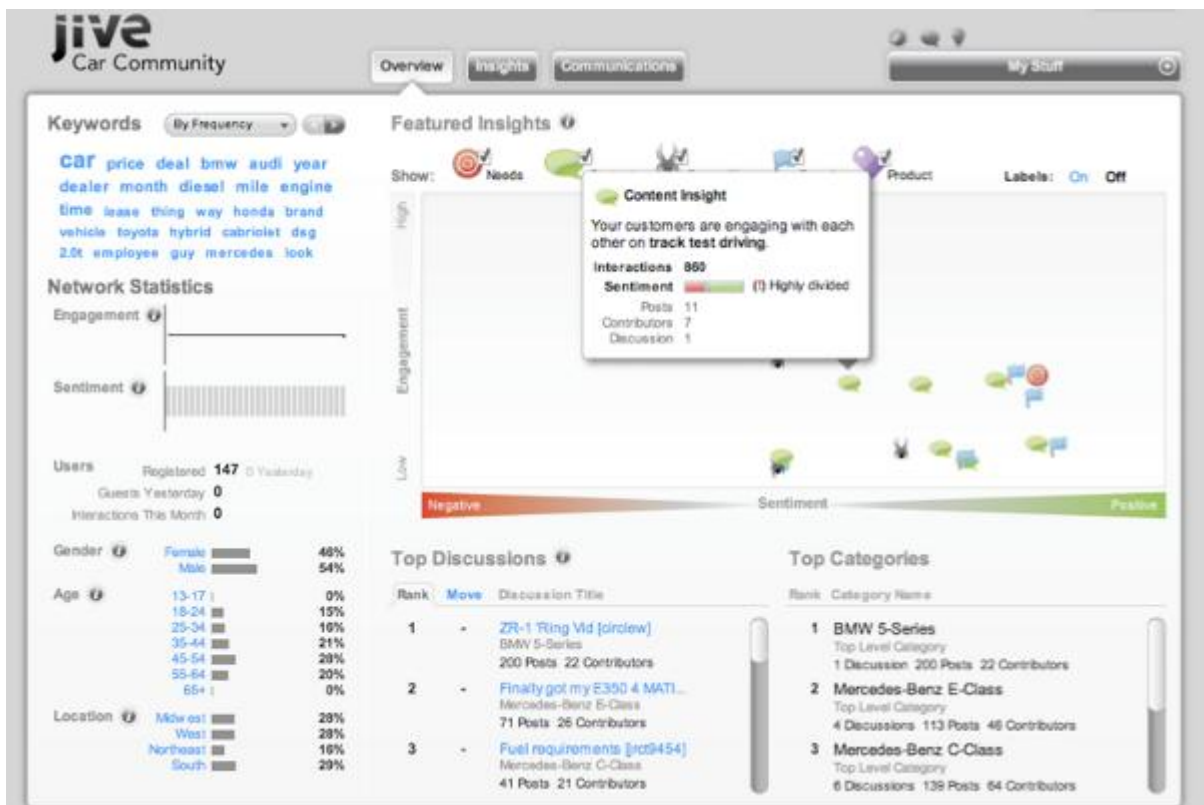 jive
Car Community
Overview
Insights
Communications
My Stuff
Keywords
By Frequency
car price deal bmw audi year
dealer month diesel mile engine
time lease thing way honda brand
vehicle toyota hybrid cabriolet dsg
2.0t employee guy mercedes look
Network Statistics
Engagement
Sentiment
Users
Registered 147 0 Yesterday
Guests Yesterday 0
Interactions This Month 0
Gender
Female 46%
Male 54%
Age
13-17 0%
18-24 15%
25-34 16%
35-44 21%
45-54 28%
55-64 20%
65+ 0%
Location
Midwest 28%
West 28%
Northeast 16%
South 29%
Featured Insights
Show: Needs
Product
Labels: On Off
Content Insight
Your customers are engaging with each
other on track test driving.
Interactions 860
Sentiment (!) Highly divided
Posts 11
Contributors 7
Discussion 1
High
Engagement
Low
Negative
Sentiment
Positive
Top Discussions
Rank Move Discussion Title
1 - ZR-1 'Ring Vid [circlew]
BMW 5-Series
200 Posts 22 Contributors
2 - Finally got my E350 4 MATI...
Mercedes-Benz E-Class
71 Posts 26 Contributors
3 - Fuel requirements [jrct9454]
Mercedes-Benz C-Class
41 Posts 21 Contributors
Top Categories
Rank Category Name
1 BMW 5-Series
Top Level Category
1 Discussion 200 Posts 22 Contributors
2 Mercedes-Benz E-Class
Top Level Category
4 Discussions 113 Posts 46 Contributors
3 Mercedes-Benz C-Class
Top Level Category
6 Discussions 139 Posts 64 Contributors